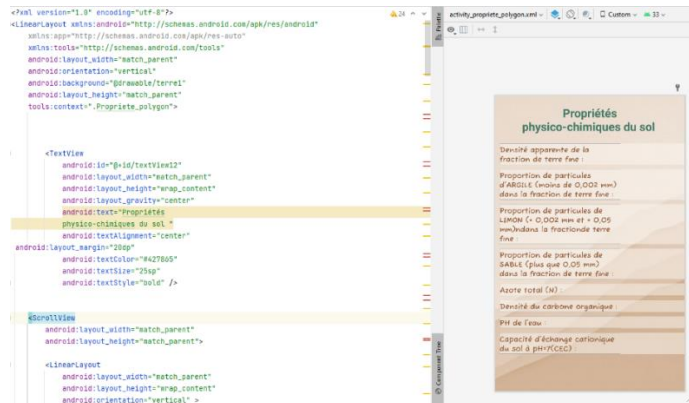 <?xml version="1.0" encoding="utf-8"?>
<LinearLayout xmlns:android="http://schemas.android.com/apk/res/android"
xmlns:app="http://schemas.android.com/apk/res-auto"
xmlns:tools="http://schemas.android.com/tools"
android:layout_width="match_parent"
android:orientation="vertical"
android:background="@drawable/terre1"
android:layout_height="match_parent"
tools:context=".Propriete_polygon">
<TextView
android:id="@+id/textView12"
android:layout_width="match_parent"
android:layout_height="wrap_content"
android:layout_gravity="center"
android:text="Propriétés
physico-chimiques du sol "
android:textAlignment="center"
android:layout_margin="20dp"
android:textColor="#427865"
android:textSize="25sp"
android:textStyle="bold" />
<ScrollView
android:layout_width="match_parent"
android:layout_height="match_parent">
<LinearLayout
android:layout_width="match_parent"
android:layout_height="wrap_content"
android:orientation="vertical" >
24
Palette
Component Tree
activity_propriete_polygon.xml
Custom
33
Propriétés
physico-chimiques du sol
Densité apparente de la
fraction de terre fine :
Proportion de particules
d'ARGILE (moins de 0,002 mm)
dans la fraction de terre fine :
Proportion de particules de
LIMON (+ 0,002 mm et + 0,05
mm)ndans la fractionde terre
fine :
Proportion de particules de
SABLE (plus que 0,05 mm)
dans la fraction de terre fine :
Azote total (N) :
Densité du carbone organique :
PH de l'eau :
Capacité d'échange cationique
du sol à pH=7(CEC) :